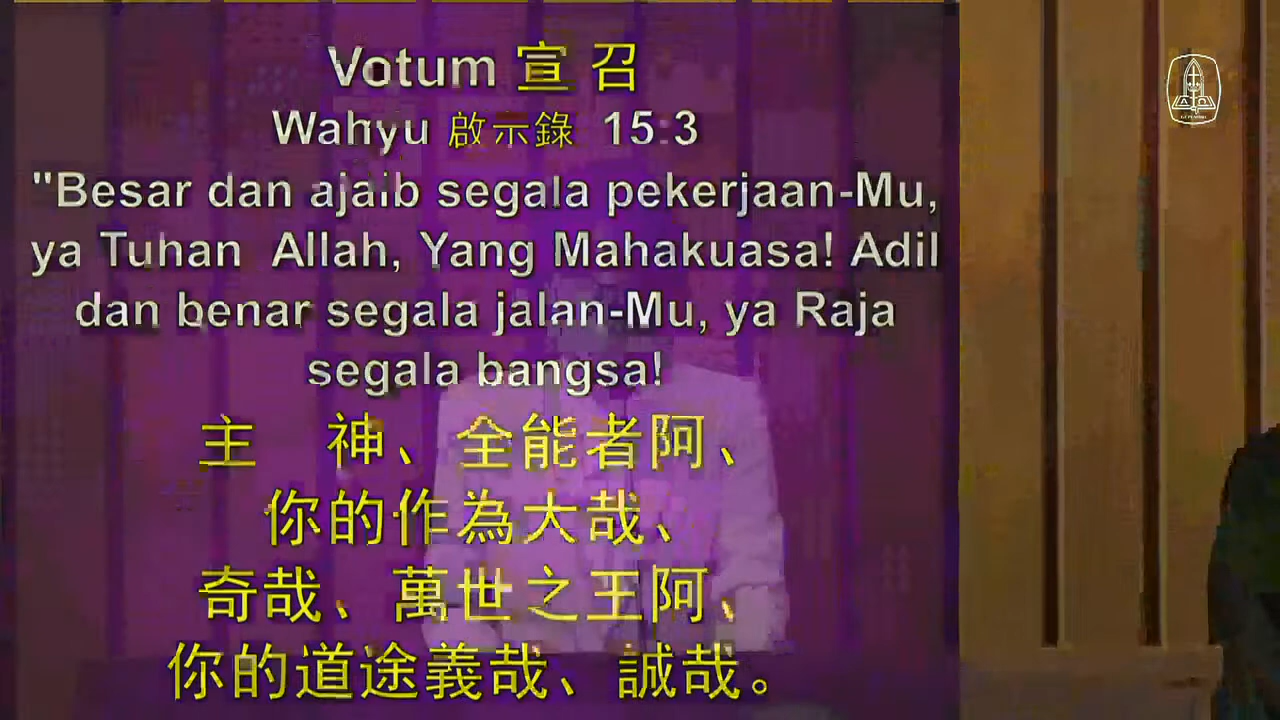 Votum 宣 召
Wahyu 啟示錄 15:3
"Besar dan ajaib segala pekerjaan-Mu,
ya Tuhan Allah, Yang Mahakuasa! Adil
dan benar segala jalan-Mu, ya Raja
segala bangsa!
主 神、全能者阿、
你的作為大哉、
奇哉、萬世之王阿、
你的道途義哉、誠哉。